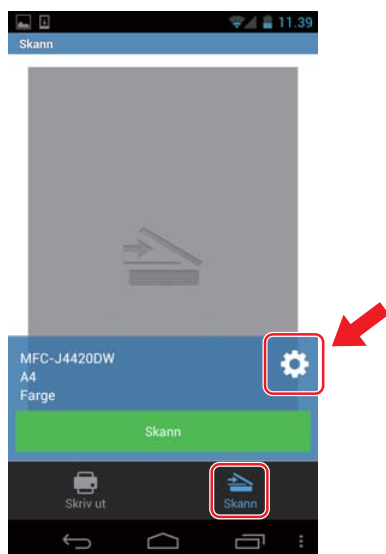 11.39
Skann
MFC-J4420DW
A4
Farge
Skann
Skriv ut
Skann